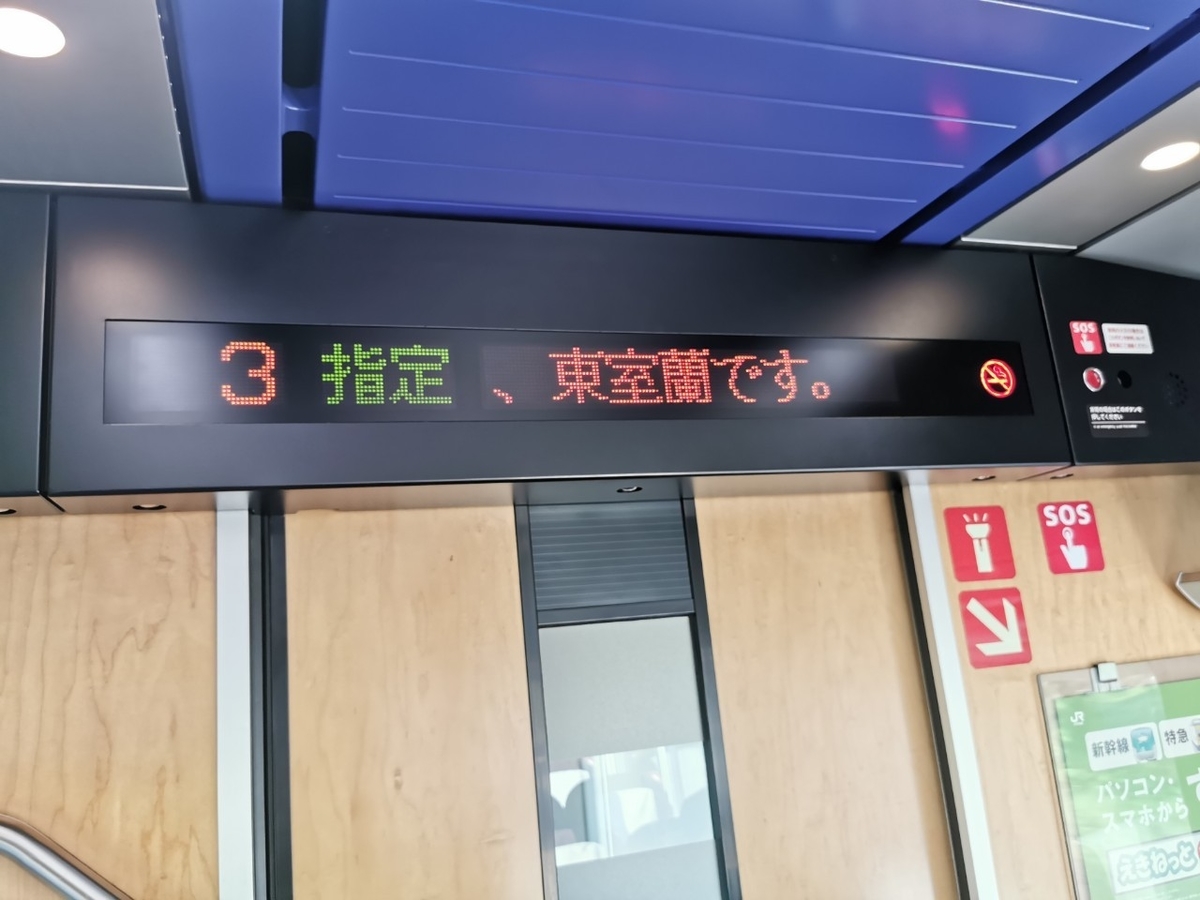 3 指定 、東室蘭です。
SOS
SOS
JR
新幹線 特急
パソコン・
スマホから
えきねっと